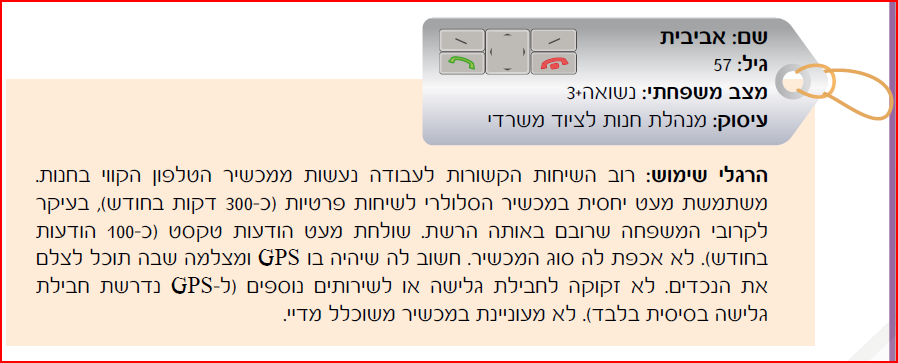 שם: אביבית
גיל: 57
מצב משפחתי: נשואה+3
עיסוק: מנהלת חנות לציוד משרדי
הרגלי שימוש: רוב השיחות הקשורות לעבודה נעשות ממכשיר הטלפון הקווי בחנות.
משתמשת מעט יחסית במכשיר הסלולרי לשיחות פרטיות (כ-300 דקות בחודש), בעיקר
לקרובי המשפחה שרובם באותה הרשת. שולחת מעט הודעות טקסט (כ-100 הודעות
בחודש). לא אכפת לה סוג המכשיר. חשוב לה שיהיה בו GPS ומצלמה שבה תוכל לצלם
את הנכדים. לא זקוקה לחבילת גלישה או לשירותים נוספים (ל-GPS נדרשת חבילת
גלישה בסיסית בלבד). לא מעוניינת במכשיר משוכלל מדיי.